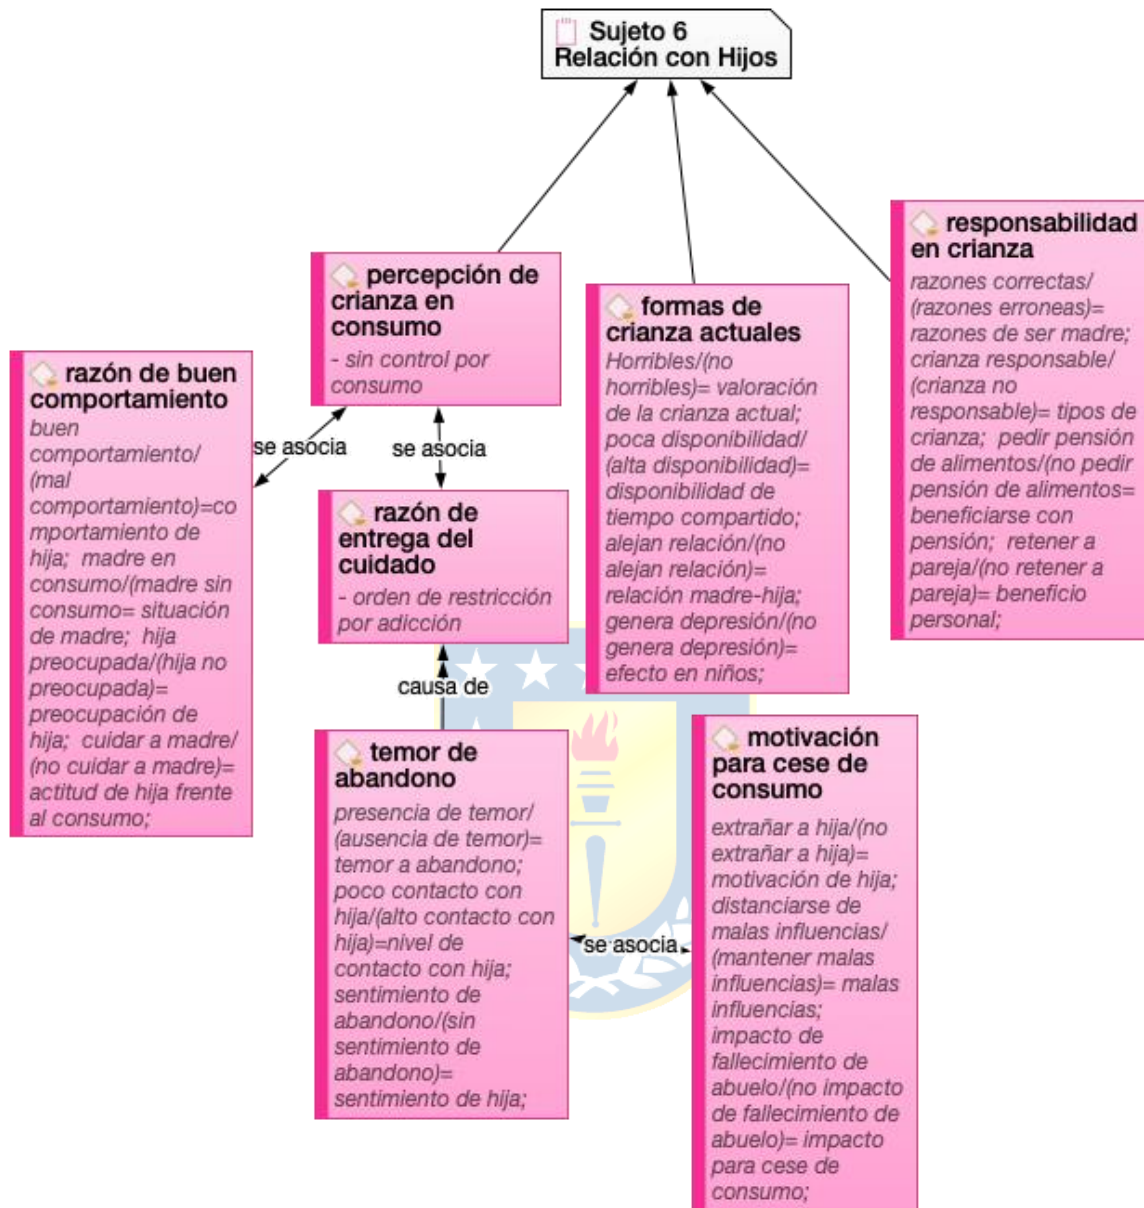 Sujeto 6
Relación con Hijos
percepción de
crianza en
consumo
- sin control por
consumo
formas de
crianza actuales
Horribles/(no
horribles)= valoración
de la crianza actual;
poca disponibilidad/
(alta disponibilidad)=
disponibilidad de
tiempo compartido;
alejan relación/(no
alejan relación)=
relación madre-hija;
genera depresión/(no
genera depresión)=
efecto en niños;
responsabilidad
en crianza
razones correctas/
(razones erroneas)=
razones de ser madre;
crianza responsable/
(crianza no
responsable)= tipos de
crianza; pedir pensión
de alimentos/(no pedir
pensión de alimentos=
beneficiarse con
pensión; retener a
pareja/(no retener a
pareja)= beneficio
personal;
razón de buen
comportamiento
buen
comportamiento/
(mal
comportamiento)=co
mportamiento de
hija; madre en
consumo/(madre sin
consumo= situación
de madre; hija
preocupada/(hija no
preocupada)=
preocupación de
hija; cuidar a madre/
(no cuidar a madre)=
actitud de hija frente
al consumo;
se asocia
se asocia
razón de
entrega del
cuidado
- orden de restricción
por adicción
causa de
temor de
abandono
presencia de temor/
(ausencia de temor)=
temor a abandono;
poco contacto con
hija/(alto contacto con
hija)=nivel de
contacto con hija;
sentimiento de
abandono/(sin
sentimiento de
abandono)=
sentimiento de hija;
se asocia
motivación
para cese de
consumo
extrañar a hija/(no
extrañar a hija)=
motivación de hija;
distanciarse de
malas influencias/
(mantener malas
influencias)= malas
influencias;
impacto de
fallecimiento de
abuelo/(no impacto
de fallecimiento de
abuelo)= impacto
para cese de
consumo;